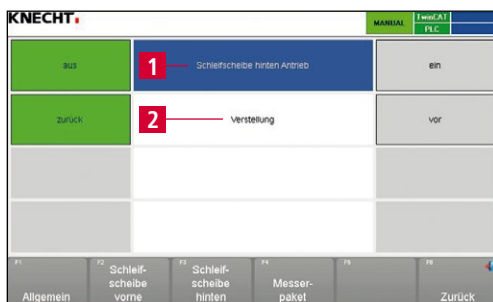 KNECHT.
MANUAL
TwinCAT
PLC
aus
1
Schleifscheibe hinten Antrieb
ein
zurück
2
Verstellung
vor
F1
Allgemein
F2
Schleif-
scheibe
vorne
F3
Schleif-
scheibe
hinten
F4
Messer-
paket
F5
F6
Zurück